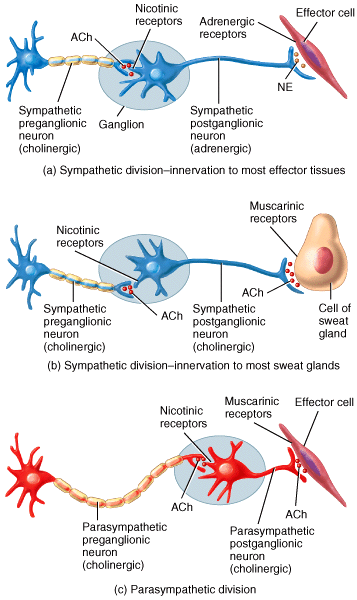 Nicotinic
receptors
ACh
Adrenergic
receptors
Effector cell
NE
Sympathetic
preganglionic
neuron
(cholinergic)
Ganglion
Sympathetic
postganglionic
neuron
(adrenergic)
(a) Sympathetic division–innervation to most effector tissues
Muscarinic
receptors
Nicotinic
receptors
Sympathetic
preganglionic
neuron
(cholinergic)
ACh
Sympathetic
postganglionic
neuron
(cholinergic)
ACh
Cell of
sweat
gland
(b) Sympathetic division–innervation to most sweat glands
Nicotinic
receptors
Muscarinic
receptors
Effector cell
ACh
ACh
Parasympathetic
preganglionic
neuron
(cholinergic)
Parasympathetic
postganglionic
neuron
(cholinergic)
(c) Parasympathetic division